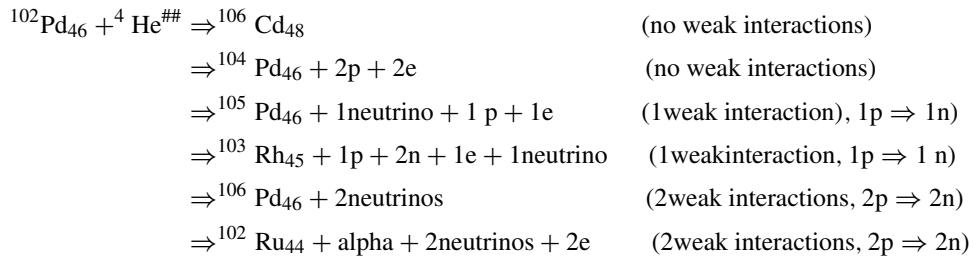 ¹⁰²Pd₄₆ +⁴ He^## ⇒¹⁰⁶ Cd₄₈ (no weak interactions)
⇒¹⁰⁴ Pd₄₆ + 2p + 2e (no weak interactions)
⇒¹⁰⁵ Pd₄₆ + 1neutrino + 1 p + 1e (1weak interaction), 1p ⇒ 1n)
⇒¹⁰³ Rh₄₅ + 1p + 2n + 1e + 1neutrino (1weakinteraction, 1p ⇒ 1 n)
⇒¹⁰⁶ Pd₄₆ + 2neutrinos (2weak interactions, 2p ⇒ 2n)
⇒¹⁰² Ru₄₄ + alpha + 2neutrinos + 2e (2weak interactions, 2p ⇒ 2n)